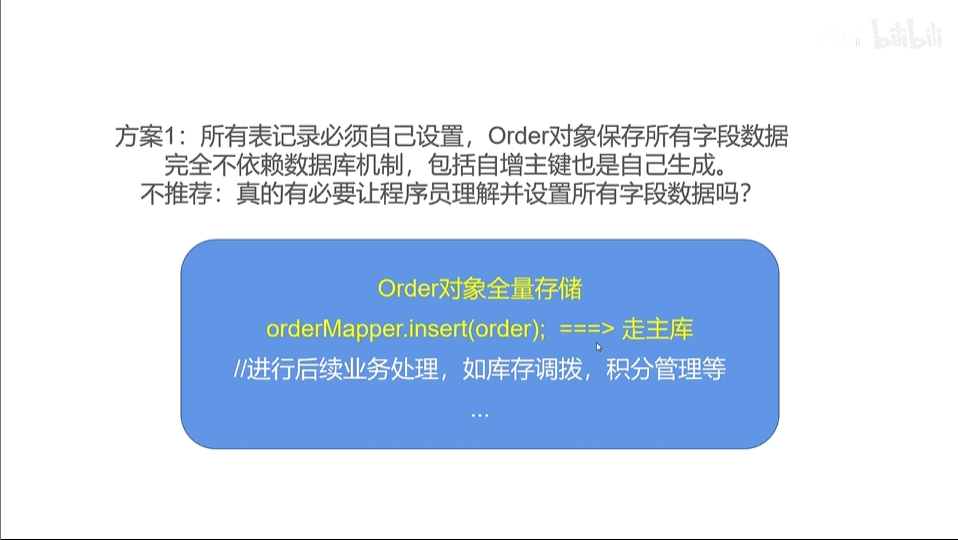 bilibili
方案1：所有表记录必须自己设置，Order对象保存所有字段数据
完全不依赖数据库机制，包括自增主键也是自己生成。
不推荐：真的有必要让程序员理解并设置所有字段数据吗？
Order对象全量存储
orderMapper.insert(order);  ===> 走主库
//进行后续业务处理，如库存调拨，积分管理等
...